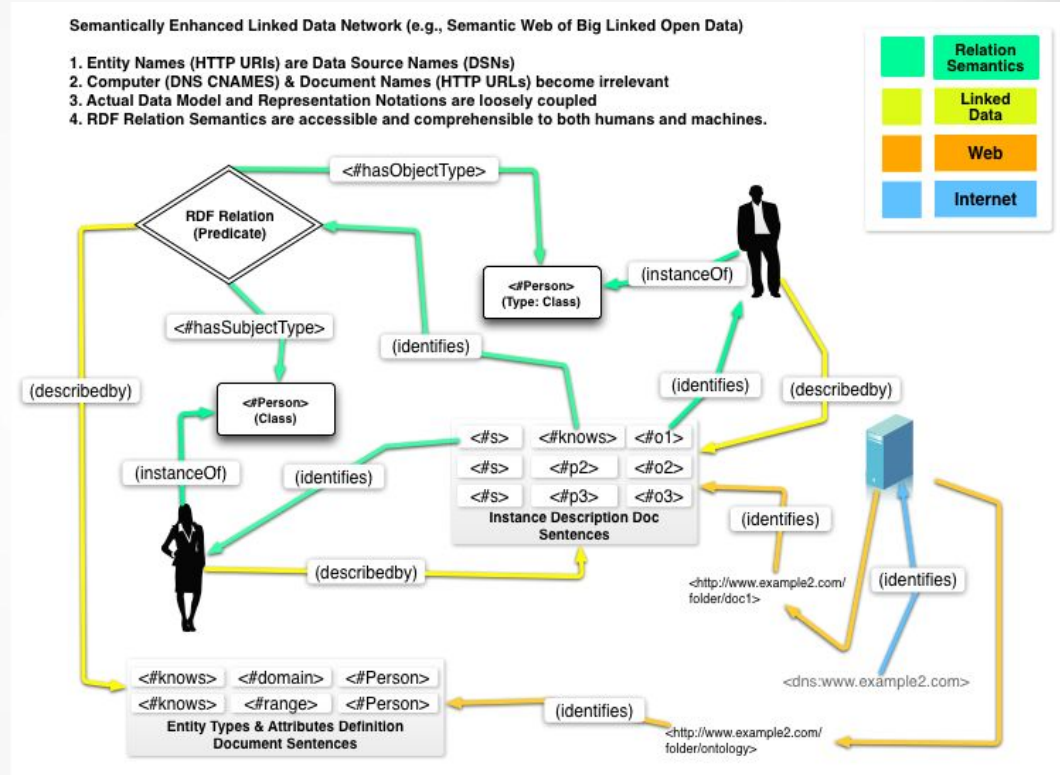 Semantically Enhanced Linked Data Network (e.g., Semantic Web of Big Linked Open Data)
1. Entity Names (HTTP URIs) are Data Source Names (DSNs)
2. Computer (DNS CNAMES) & Document Names (HTTP URLs) become irrelevant
3. Actual Data Model and Representation Notations are loosely coupled
4. RDF Relation Semantics are accessible and comprehensible to both humans and machines.
Relation
Semantics
Linked
Data
Web
Internet
<#hasObjectType>
RDF Relation
(Predicate)
<#Person>
(Type: Class)
(instanceOf)
<#hasSubjectType>
(identifies)
(identifies)
(describedby)
(describedby)
<#Person>
(Class)
<#s> <#knows> <#o1>
<#s> <#p2> <#o2>
<#s> <#p3> <#o3>
Instance Description Doc
Sentences
(instanceOf)
(identifies)
(identifies)
(describedby)
<http://www.example2.com/
folder/doc1>
(identifies)
<dns:www.example2.com>
<#knows> <#domain> <#Person>
<#knows> <#range> <#Person>
Entity Types & Attributes Definition
Document Sentences
(identifies)
<http://www.example2.com/
folder/ontology>